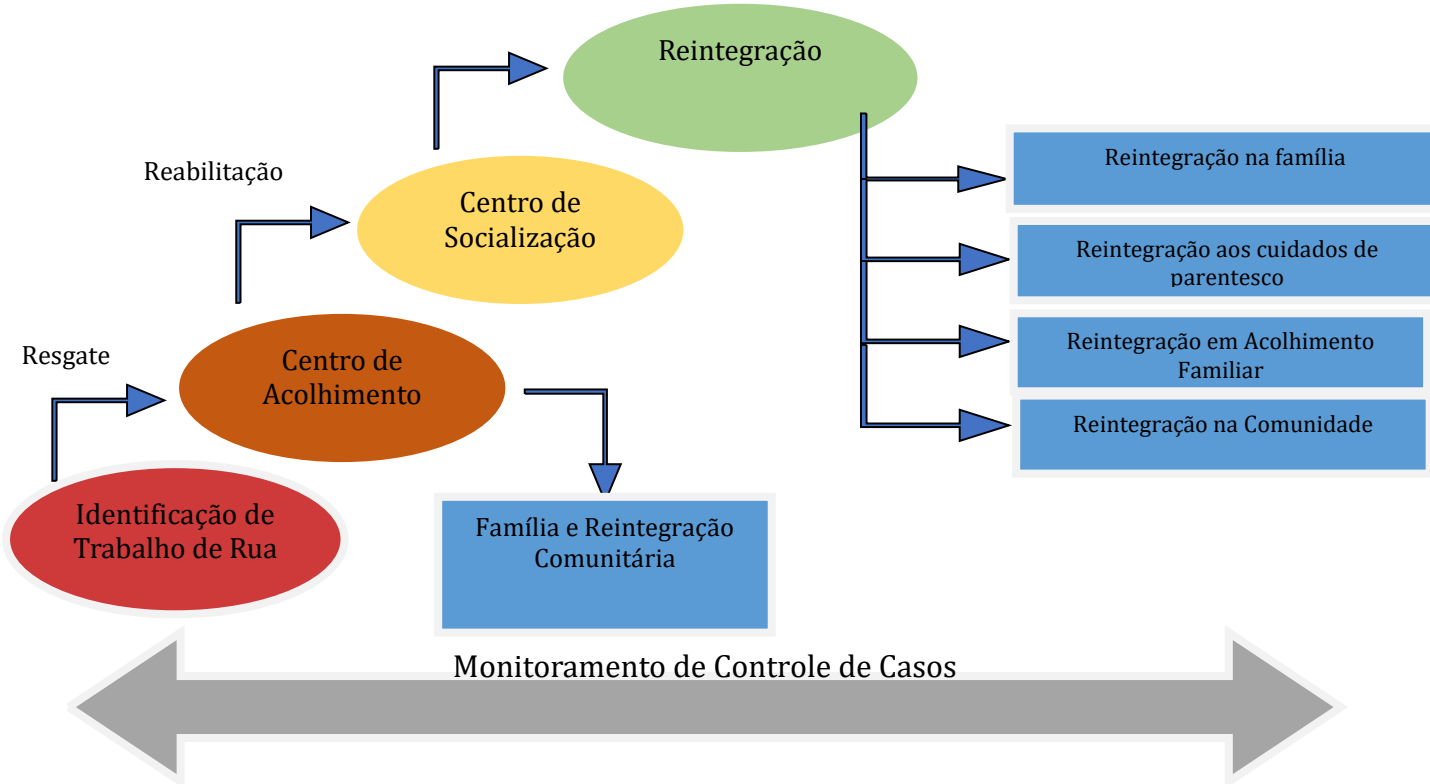 Reintegração
Reabilitação
Centro de
Socialização
Resgate
Centro de
Acolhimento
Identificação de
Trabalho de Rua
Família e Reintegração
Comunitária
Reintegração na família
Reintegração aos cuidados de
parentesco
Reintegração em Acolhimento
Familiar
Reintegração na Comunidade
Monitoramento de Controle de Casos